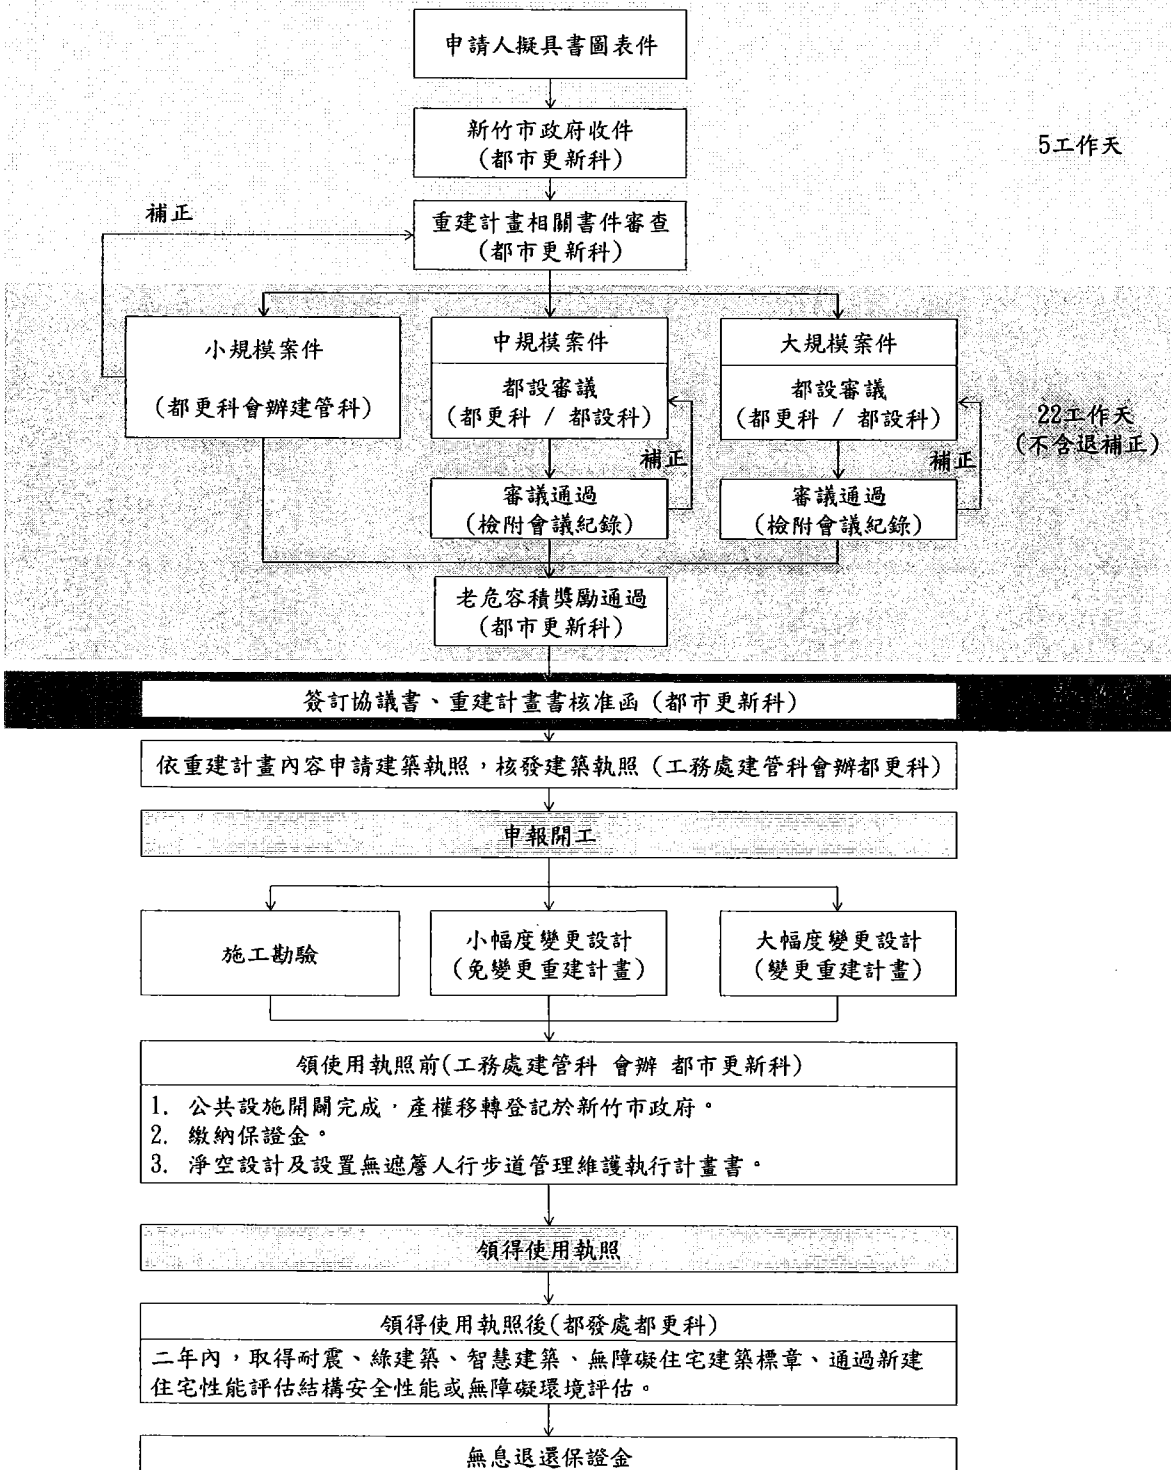 申請人擬具書圖表件
新竹市政府收件
(都市更新科)
5工作天
補正
重建計畫相關書件審查
(都市更新科)
小規模案件
(都更科會辦建管科)
中規模案件
都設審議
(都更科 / 都設科)
補正
審議通過
(檢附會議紀錄)
大規模案件
都設審議
(都更科 / 都設科)
補正
審議通過
(檢附會議紀錄)
22工作天
(不含退補正)
老危容積獎勵通過
(都市更新科)
簽訂協議書、重建計畫書核准函 (都市更新科)
依重建計畫內容申請建築執照,核發建築執照 (工務處建管科會辦都更科)
申報開工
施工勘驗
小幅度變更設計
(免變更重建計畫)
大幅度變更設計
(變更重建計畫)
領使用執照前(工務處建管科 會辦 都市更新科)
1. 公共設施開闢完成,產權移轉登記於新竹市政府。
2. 繳納保證金。
3. 淨空設計及設置無遮簷人行步道管理維護執行計畫書。
領得使用執照
領得使用執照後(都發處都更科)
二年內,取得耐震、綠建築、智慧建築、無障礙住宅建築標章、通過新建
住宅性能評估結構安全性能或無障礙環境評估。
無息退還保證金